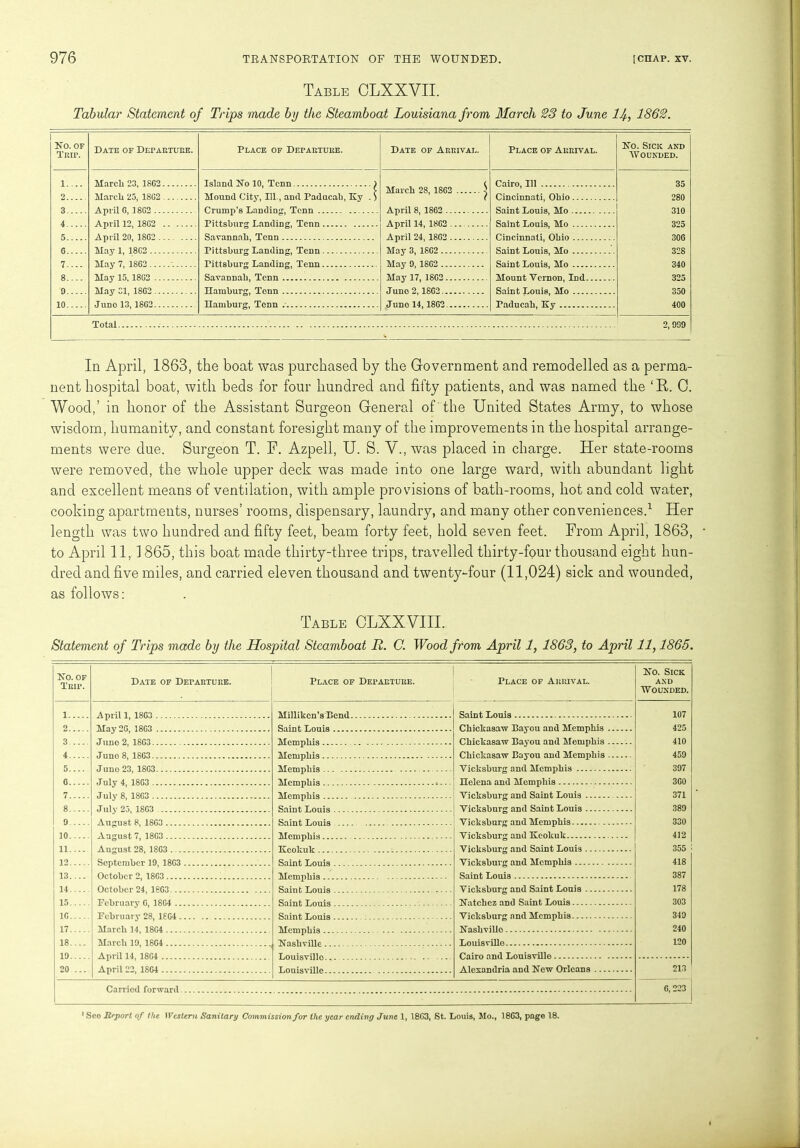 976 TRANSPORTATION OF THE WOUNDED. [CHAP. XV.
TABLE CLXXVII.
Tabular Statement of Trips made by the Steamboat Louisiana from March 23 to June 14, 1862.
No. of Trip. Date of Departure. Place of Departure. Date of Arrival. Place of Arrival. No. Sick and Wounded.
1.... March 23, 1862........ Island No 10, Tenn .................. } March 28, 1862 ...... { Cairo, Ill ................ 35
2.... March 25, 1862 ....... Mound City, Ill., and Paducah, Ky . } Cincinnati, Ohio.......... 280
3.... April 6, 1862 ......... Crump's Landing, Tenn ............ April 8, 1862 ......... Saint Louis, Mo .......... 310
4.... April 12, 1862 ....... Pittsburg Landing, Tenn ........... April 14, 1862 ........ Saint Louis, Mo .......... 325
5.... April 20, 1862 ........ Savannah, Tenn .................... April 24, 1862 ........ Cincinnati, Ohio .......... 306
6.... May 1, 1862 ........... Pittsburg Landing, Tenn ........... May 3, 1862 .......... Saint Louis, Mo .......... 328
7.... May 7, 1862 ........... Pittsburg Landing, Tenn ........... May 9, 1862 .......... Saint Louis, Mo .......... 340
8.... May 15, 1862 .......... Savannah, Tenn .................... May 17, 1862 ......... Mount Vernon, Ind....... 325
9.... May 31, 1862 .......... Hamburg, Tenn .................... June 2, 1862 .......... Saint Louis, Mo .......... 350
10.... June 13, 1862.......... Hamburg, Tenn .................... June 14, 1862 ......... Paducah, Ky ............. 400
Total.................................................. 2,999
In April, 1863, the boat was purchased by the Government and remodelled as a perma-
nent hospital boat, with beds for four hundred and fifty patients, and was named the 'R. C.
Wood,' in honor of the Assistant Surgeon General of the United States Army, to whose
wisdom, humanity, and constant foresight many of the improvements in the hospital arrange-
ments were due. Surgeon T. F. Azpell, U. S. V., was placed in charge. Her state-rooms
were removed, the whole upper deck was made into one large ward, with abundant light
and excellent means of ventilation, with ample provisions of bath-rooms, hot and cold water,
cooking apartments, nurses' rooms, dispensary, laundry, and many other conveniences.¹ Her
length was two hundred and fifty feet, beam forty feet, hold seven feet. From April, 1863,
to April 11, 1865, this boat made thirty-three trips, travelled thirty-four thousand eight hun-
dred and five miles, and carried eleven thousand and twenty-four (11,024) sick and wounded,
as follows:
TABLE CLXXVIII.
Statement of Trips made by the Hospital Steamboat R. C. Wood from April 1, 1863, to April 11, 1865.
No. of Trip. Date of Departure. Place of Departure. Place of Arrival. No. Sick and Wounded.
1..... April 1, 1863 .................... Milliken's Bend.................... Saint Louis .................... 107
2..... May 26, 1863 .................... Saint Louis .................... Chickasaw Bayou and Memphis ...... 425
3..... June 2, 1863.................... Memphis .................... Chickasaw Bayou and Memphis ...... 410
4..... June 8, 1863.................... Memphis .................... Chickasaw Bayou and Memphis ...... 459
5..... June 23, 1863.................... Memphis .................... Vicksburg and Memphis .......... 397
6..... July 4, 1863 .................... Memphis .................... Helena and Memphis .......... 360
7..... July 8, 1863 .................... Memphis .................... Vicksburg and Saint Louis .......... 371
8..... July 25, 1863 .................... Saint Louis .................... Vicksburg and Saint Louis .......... 389
9..... August 8, 1863 .................... Saint Louis .................... Vicksburg and Memphis.......... 330
10..... August 7, 1863 .................... Memphis .................... Vicksburg and Keokuk.......... 412
11..... August 28, 1863 .................... Keokuk .................... Vicksburg and Saint Louis .......... 355
12..... September 19, 1863 .................... Saint Louis .................... Vicksburg and Memphis .......... 418
13..... October 2, 1863 .................... Memphis .................... Saint Louis .................... 387
14..... October 24, 1863.................... Saint Louis .................... Vicksburg and Saint Louis .......... 178
15..... February 6, 1864 .................... Saint Louis .................... Natchez and Saint Louis .......... 303
16..... February 28, 1864.................... Saint Louis .................... Vicksburg and Memphis.......... 349
17..... March 14, 1864 .................... Memphis .................... Nashville .................... 240
18..... March 19, 1864 .................... Nashville .................... Louisville.................... 120
19..... April 14, 1864 .................... Louisville.................... Cairo and Louisville .................... ..........
20 .... April 22, 1864 .................... Louisville.................... Alexandria and New Orleans .......... 213
Carried forward.................................................. 6,223
¹ See Report of the Western Sanitary Commission for the year ending June 1, 1863, St. Louis, Mo., 1863, page 18.